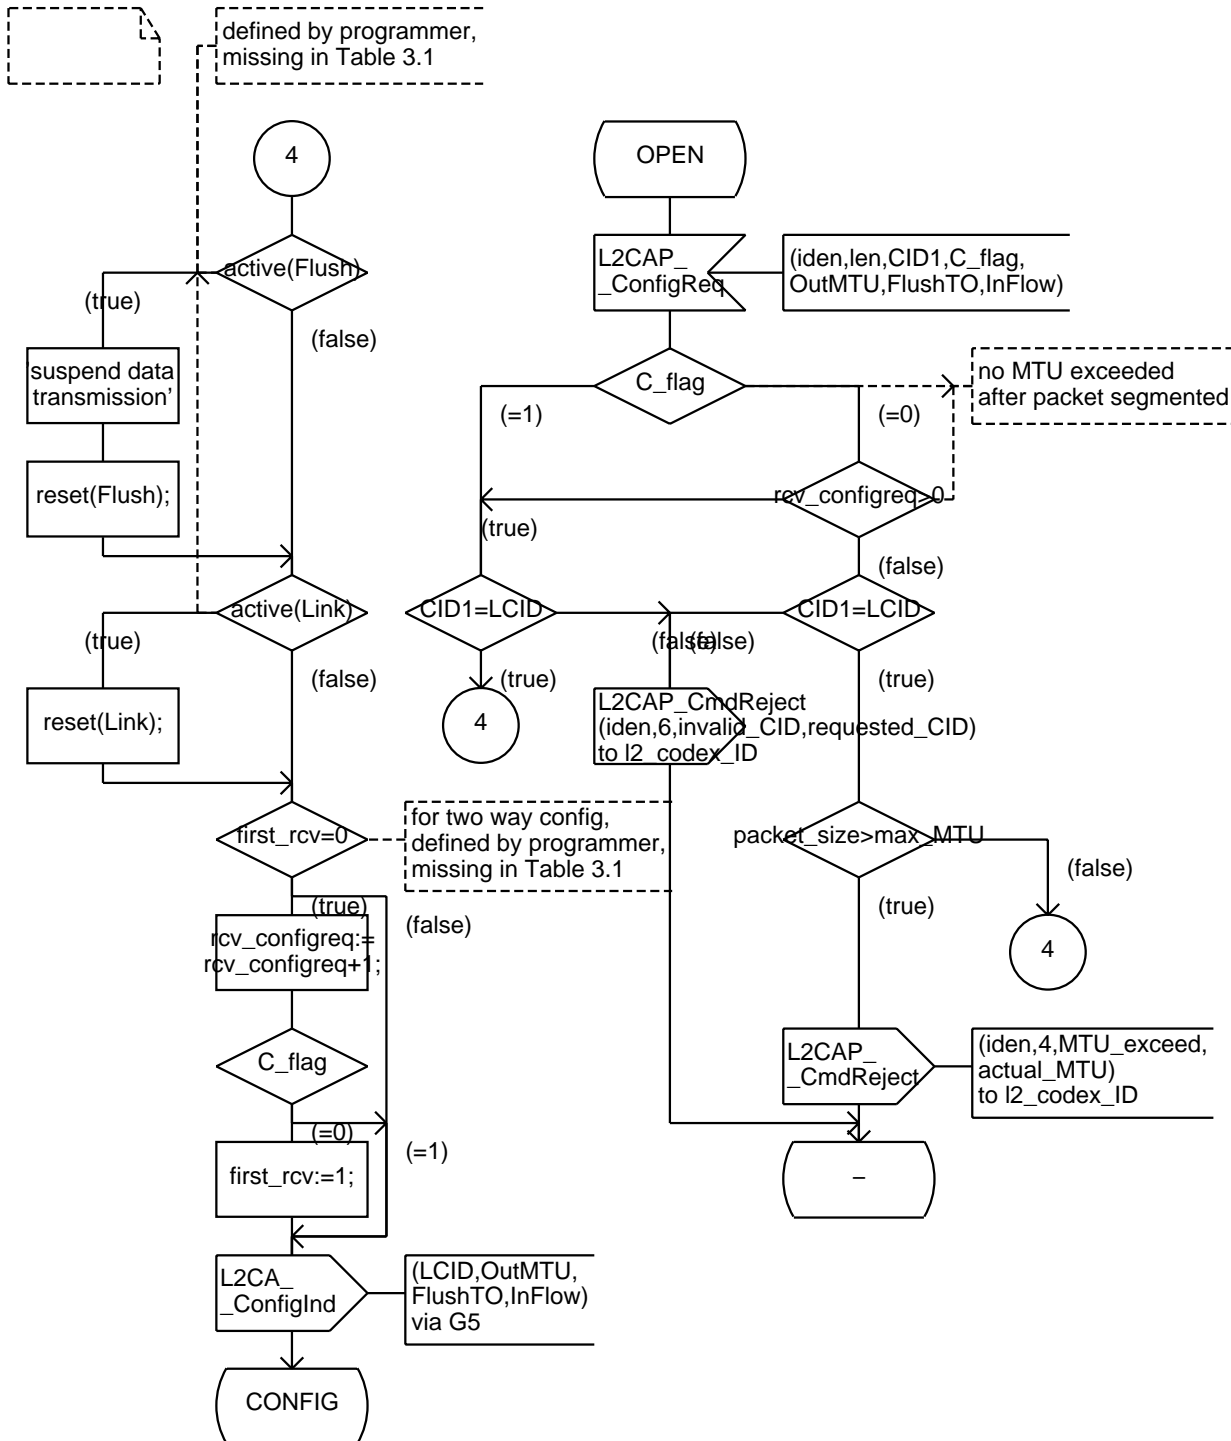 defined by programmer,
missing in Table 3.1
4
active(Flush)
(true)
(false)
'suspend data
transmission'
reset(Flush);
active(Link)
(true)
(false)
reset(Link);
first_rcv=0
for two way config,
defined by programmer,
missing in Table 3.1
(true)
(false)
rcv_configreq:=
rcv_configreq+1;
C_flag
(=0)
(=1)
first_rcv:=1;
L2CA_
_ConfigInd
(LCID,OutMTU,
FlushTO,InFlow)
via G5
CONFIG
OPEN
L2CAP_
_ConfigReq
(iden,len,CID1,C_flag,
OutMTU,FlushTO,InFlow)
C_flag
no MTU exceeded
after packet segmented
(=1)
(=0)
rcv_configreq>0
(true)
(false)
CID1=LCID
CID1=LCID
(false)
(false)
(true)
(true)
4
L2CAP_CmdReject
(iden,6,invalid_CID,requested_CID)
to l2_codex_ID
packet_size>max_MTU
(false)
(true)
4
L2CAP_
_CmdReject
(iden,4,MTU_exceed,
actual_MTU)
to l2_codex_ID
–